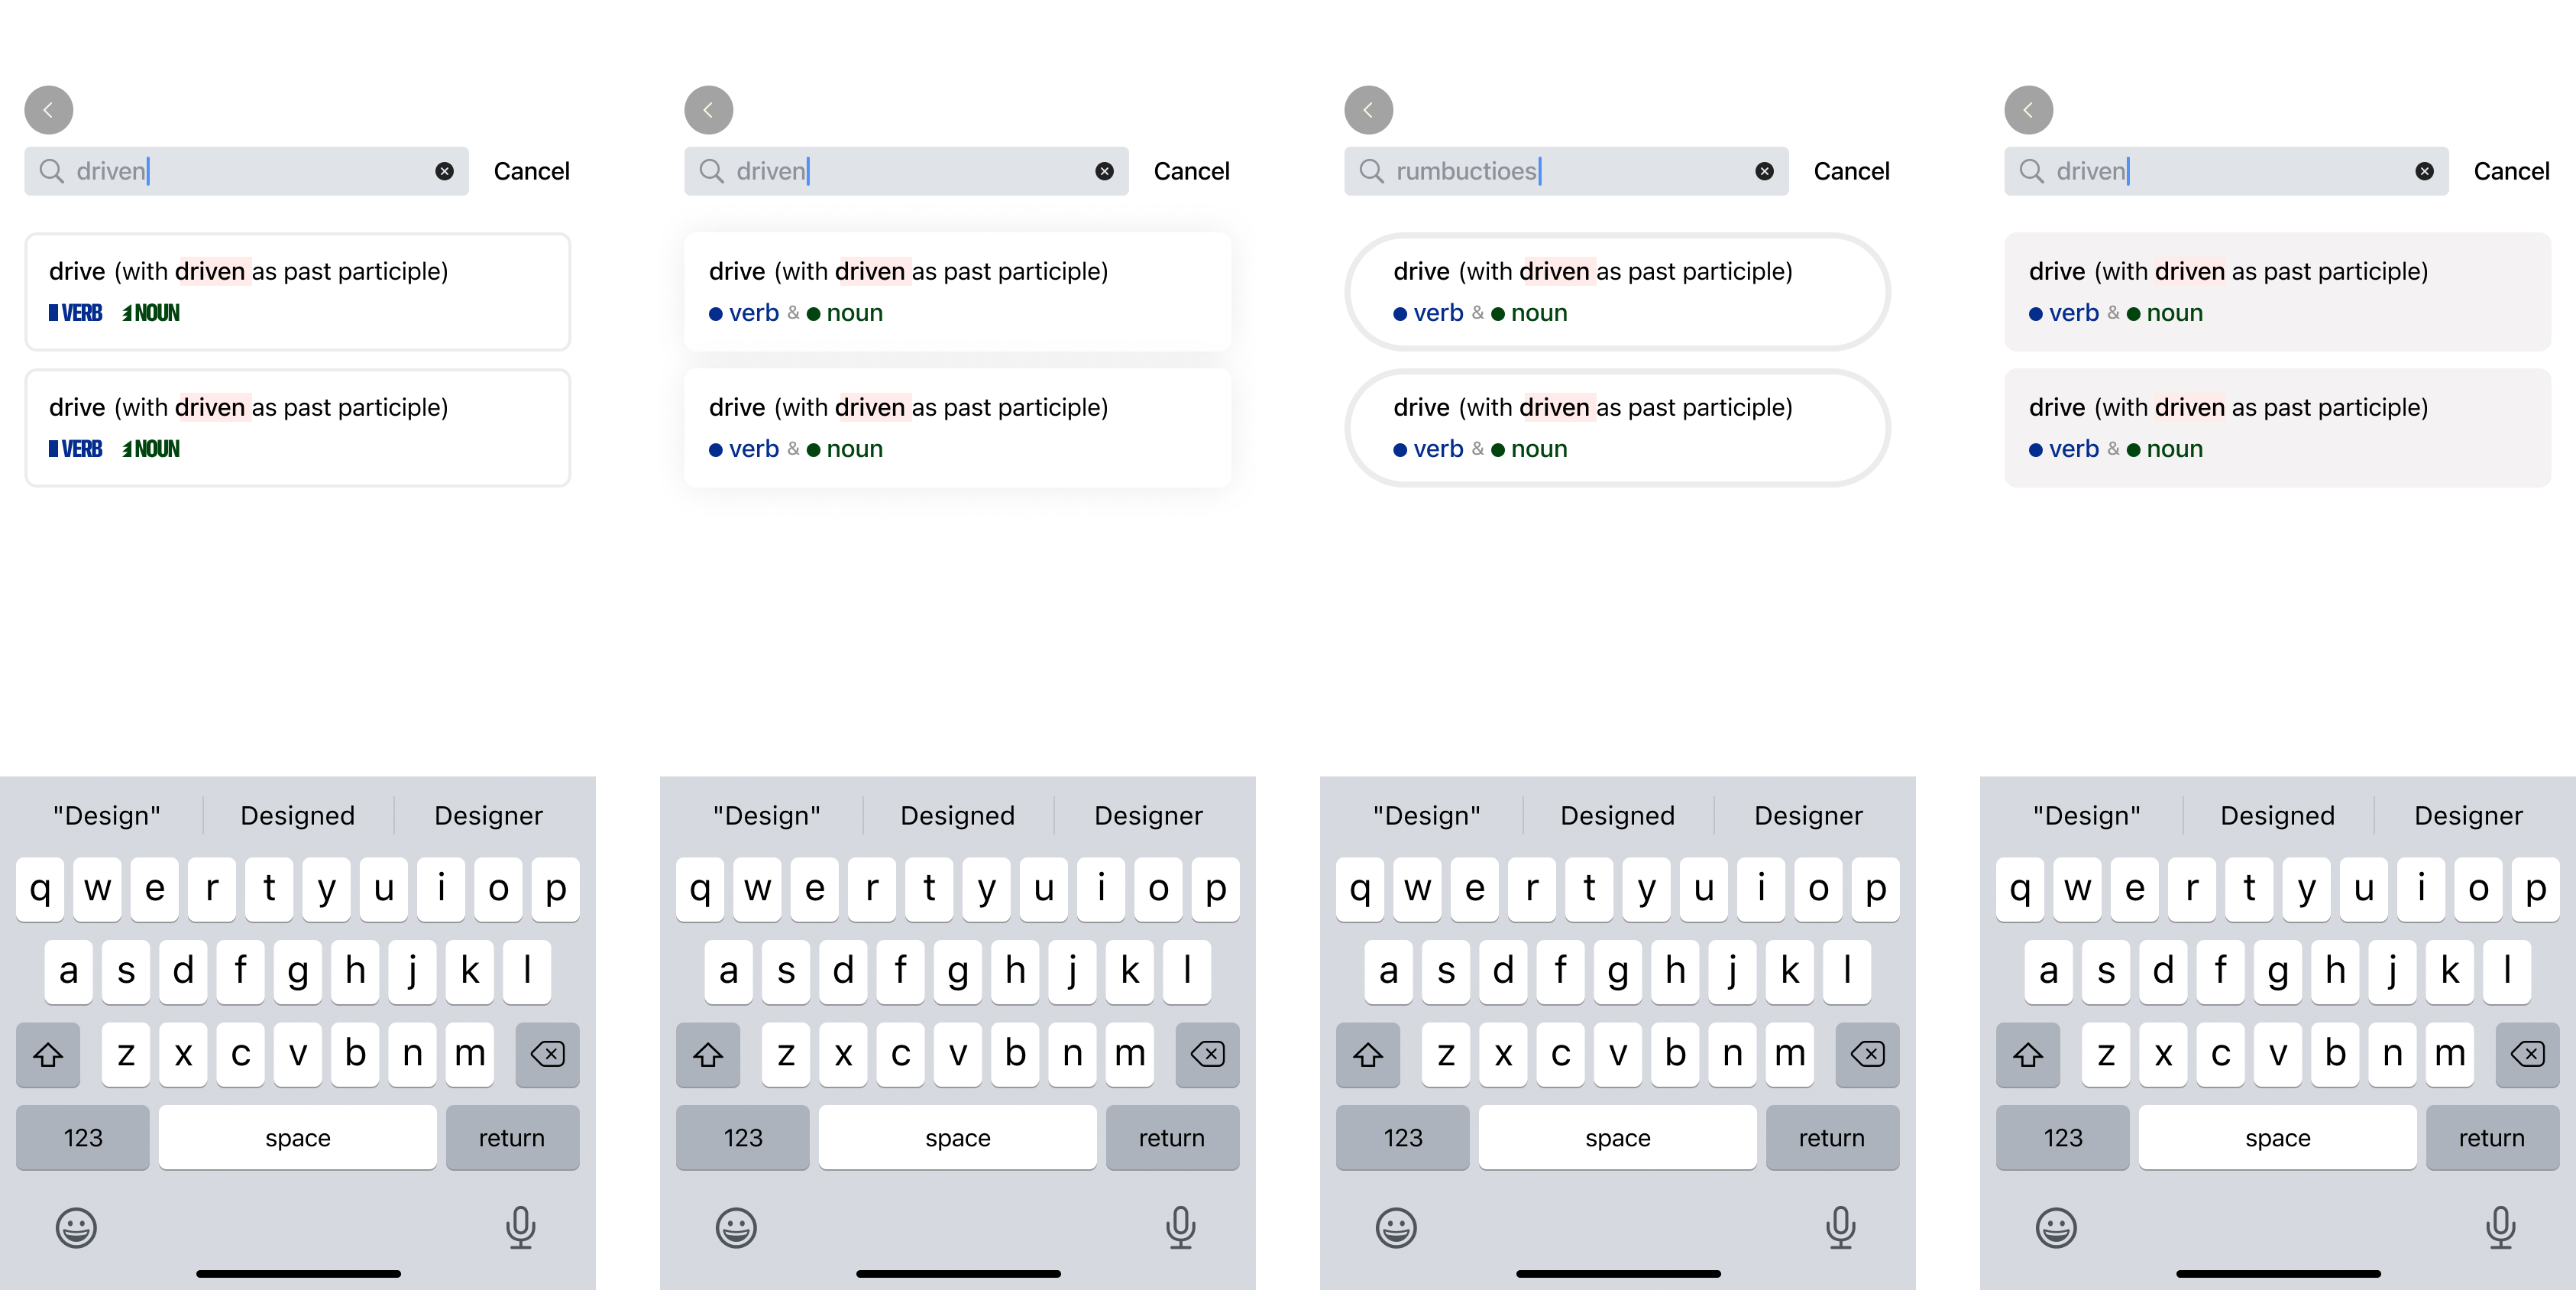 driven
Cancel
drive (with driven as past participle)
VERB NOUN
drive (with driven as past participle)
VERB NOUN
"Design" Designed Designer
q w e r t y u i o p
a s d f g h j k l
z x c v b n m
123 space return
driven
Cancel
drive (with driven as past participle)
verb & noun
drive (with driven as past participle)
verb & noun
"Design" Designed Designer
q w e r t y u i o p
a s d f g h j k l
z x c v b n m
123 space return
rumbuctioes
Cancel
drive (with driven as past participle)
verb & noun
drive (with driven as past participle)
verb & noun
"Design" Designed Designer
q w e r t y u i o p
a s d f g h j k l
z x c v b n m
123 space return
driven
Cancel
drive (with driven as past participle)
verb & noun
drive (with driven as past participle)
verb & noun
"Design" Designed Designer
q w e r t y u i o p
a s d f g h j k l
z x c v b n m
123 space return